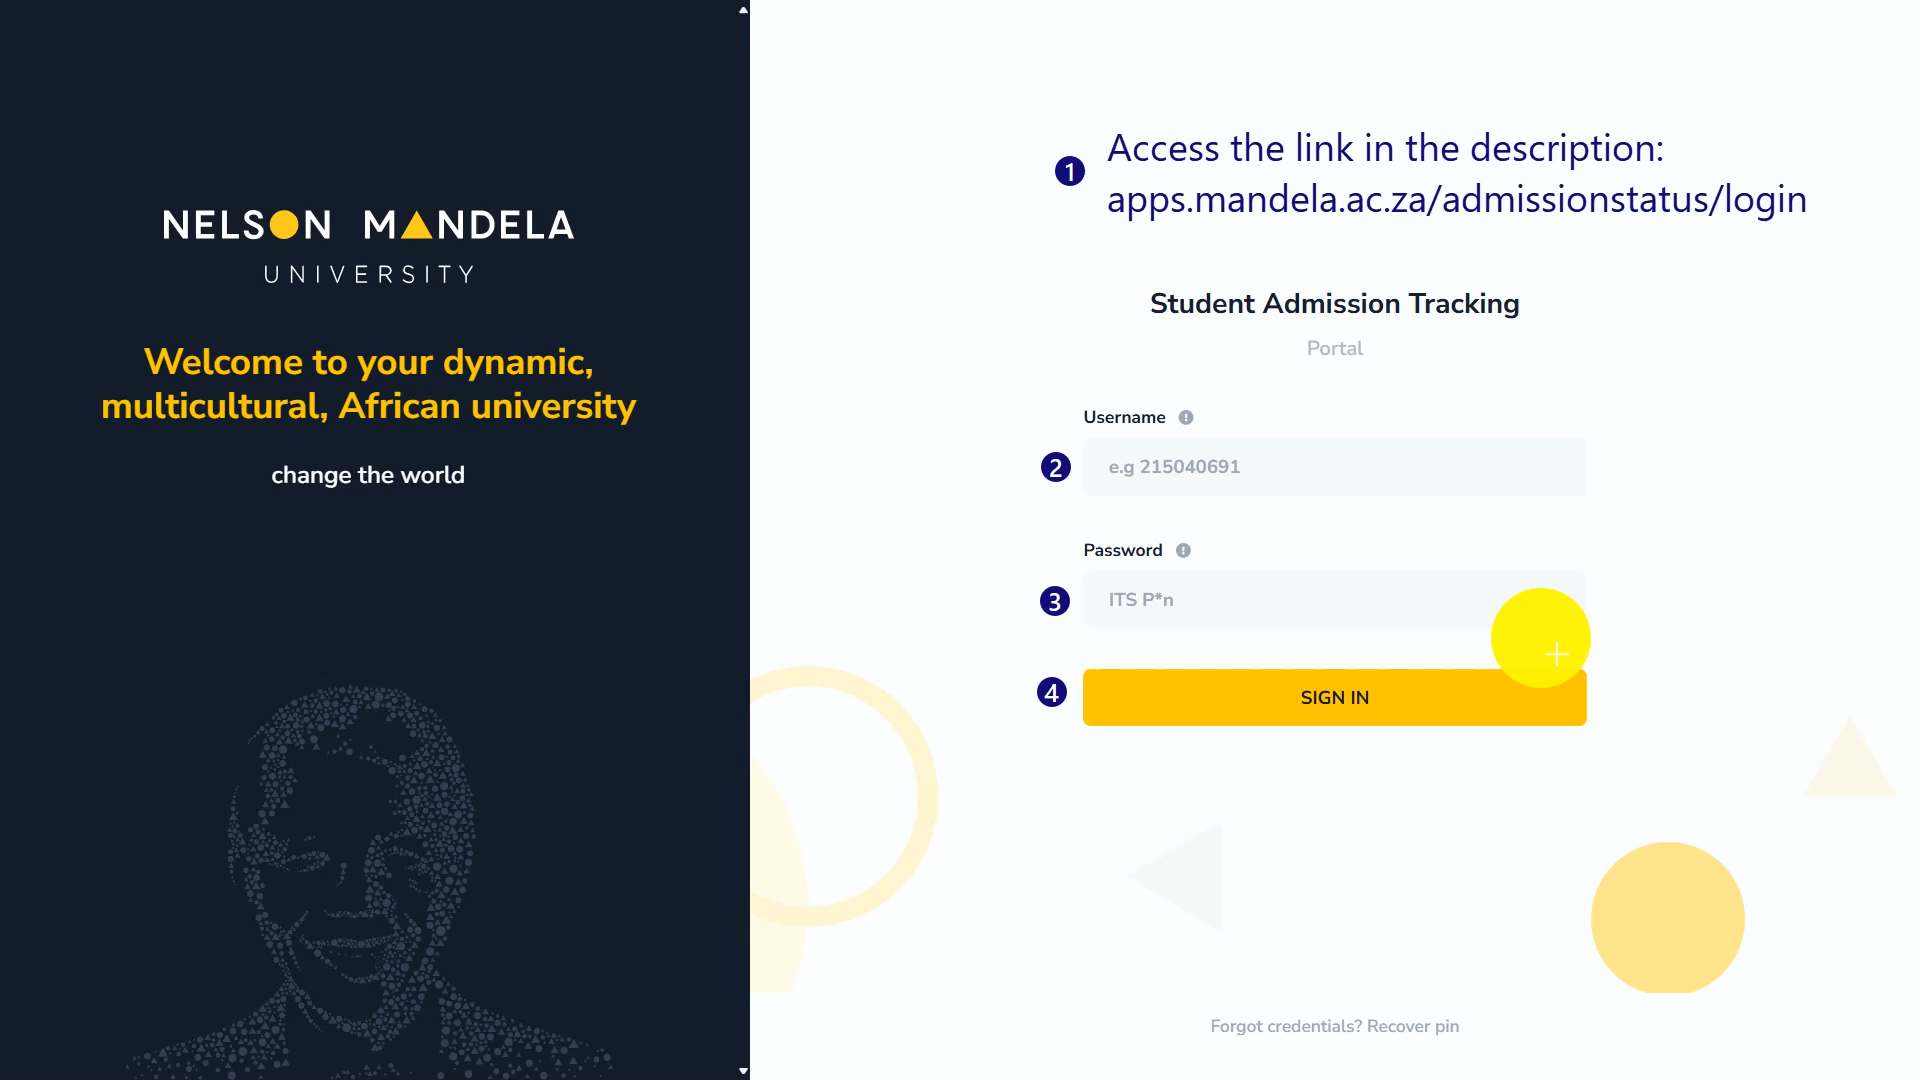 NELSON MANDELA
UNIVERSITY
Welcome to your dynamic,
multicultural, African university
change the world
1 Access the link in the description:
apps.mandela.ac.za/admissionstatus/login
Student Admission Tracking
Portal
Username
2 e.g 215040691
Password
3 ITS P*n
4 SIGN IN
Forgot credentials? Recover pin